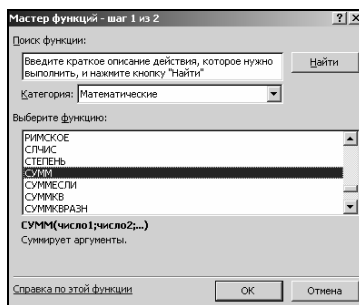 Мастер функций - шаг 1 из 2
Поиск функции:
Введите краткое описание действия, которое нужно
выполнить, и нажмите кнопку "Найти"
Найти
Категория: Математические
Выберите функцию:
РИМСКОЕ
СЛЧИС
СТЕПЕНЬ
СУММ
СУММЕСЛИ
СУММКВ
СУММКВРАЗН
СУММ(число1;число2;...)
Суммирует аргументы.
Справка по этой функции
OK
Отмена